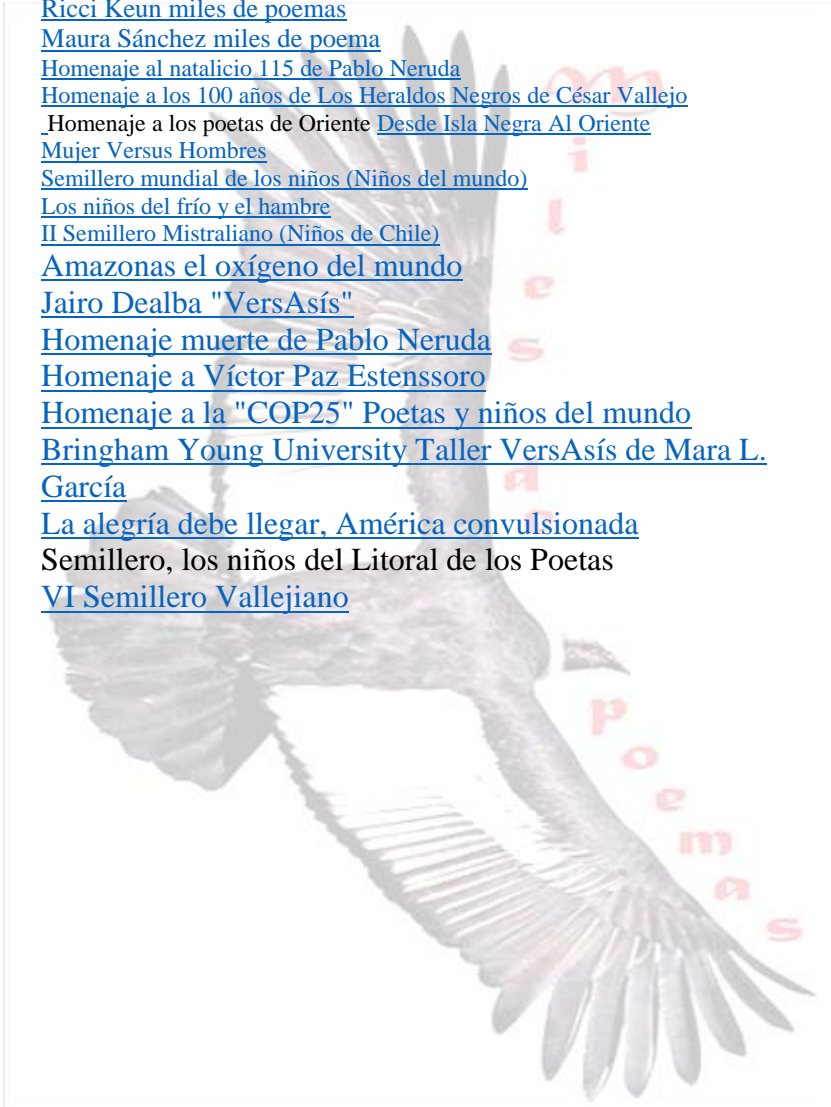 Ricci Keun miles de poemas
Maura Sánchez miles de poema
Homenaje al natalicio 115 de Pablo Neruda
Homenaje a los 100 años de Los Heraldos Negros de César Vallejo
Homenaje a los poetas de Oriente Desde Isla Negra Al Oriente
Mujer Versus Hombres
Semillero mundial de los niños (Niños del mundo)
Los niños del frío y el hambre
II Semillero Mistraliano (Niños de Chile)
Amazonas el oxígeno del mundo
Jairo Dealba "VersAsís"
Homenaje muerte de Pablo Neruda
Homenaje a Víctor Paz Estenssoro
Homenaje a la "COP25" Poetas y niños del mundo
Bringham Young University Taller VersAsís de Mara L.
García
La alegría debe llegar, América convulsionada
Semillero, los niños del Litoral de los Poetas
VI Semillero Vallejiano
Miles de
poemas